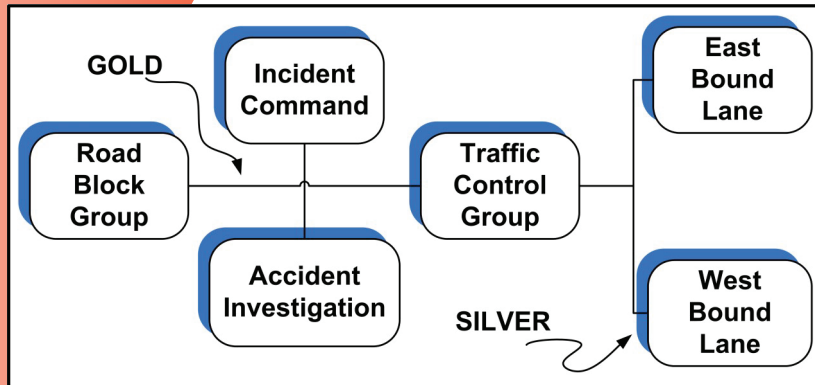 GOLD
Incident
Command
East
Bound
Lane
Road
Block
Group
Traffic
Control
Group
Accident
Investigation
SILVER
West
Bound
Lane